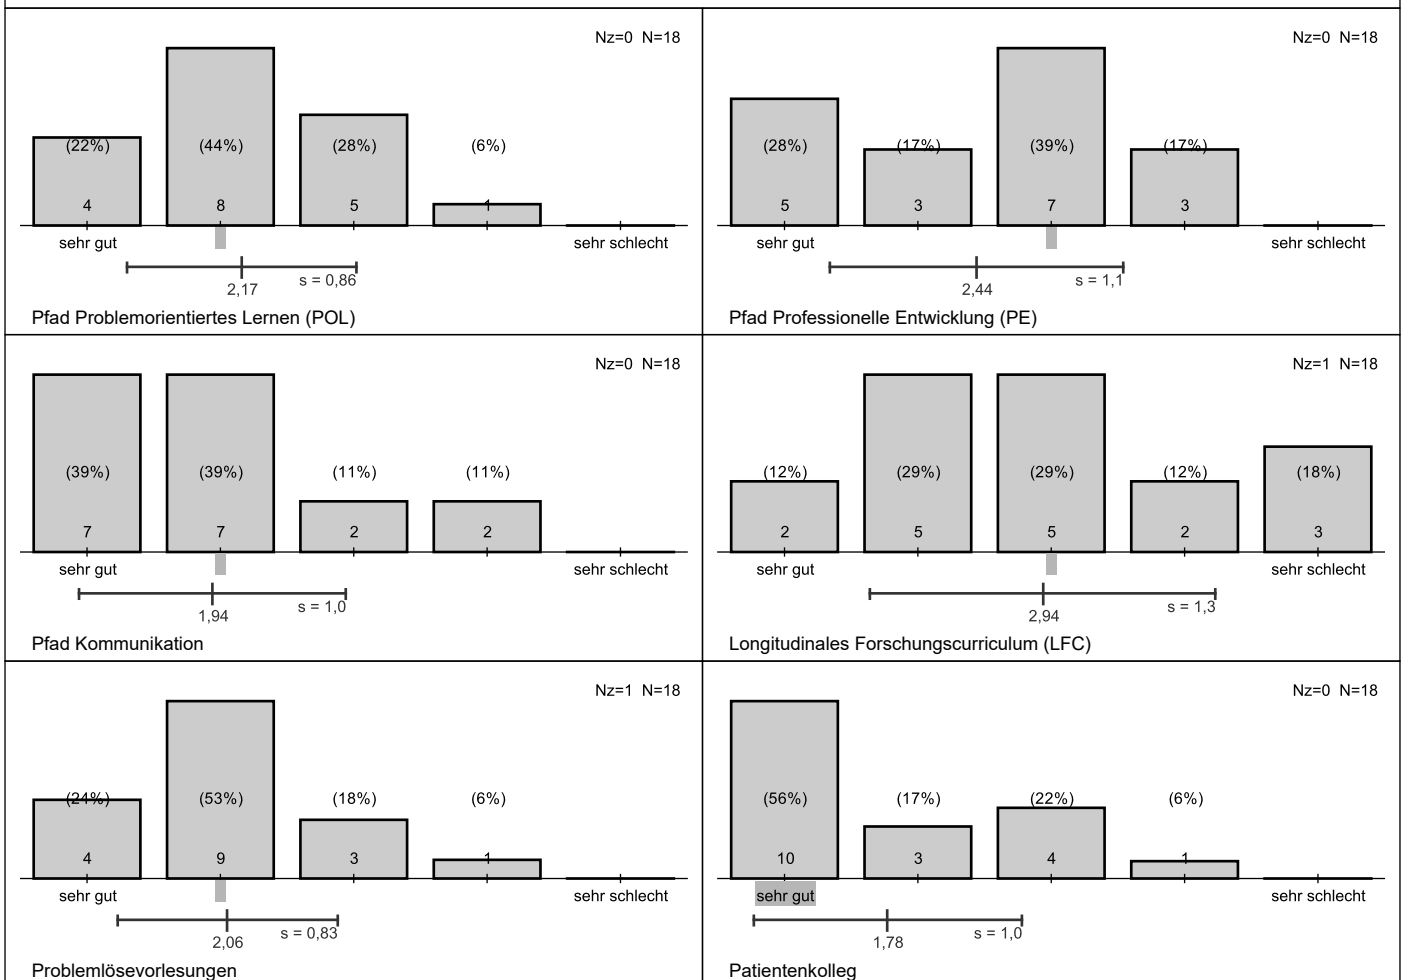 Nz=0 N=18
(22%) (44%) (28%) (6%)
4 8 5 1
sehr gut sehr schlecht
s = 0,86
2,17
Pfad Problemorientiertes Lernen (POL)
Nz=0 N=18
(28%) (17%) (39%) (17%)
5 3 7 3
sehr gut sehr schlecht
s = 1,1
2,44
Pfad Professionelle Entwicklung (PE)
Nz=0 N=18
(39%) (39%) (11%) (11%)
7 7 2 2
sehr gut sehr schlecht
s = 1,0
1,94
Pfad Kommunikation
Nz=1 N=18
(12%) (29%) (29%) (12%) (18%)
2 5 5 2 3
sehr gut sehr schlecht
s = 1,3
2,94
Longitudinales Forschungscurriculum (LFC)
Nz=1 N=18
(24%) (53%) (18%) (6%)
4 9 3 1
sehr gut sehr schlecht
s = 0,83
2,06
Problemlösevorlesungen
Nz=0 N=18
(56%) (17%) (22%) (6%)
10 3 4 1
sehr gut sehr schlecht
s = 1,0
1,78
Patientenkolleg